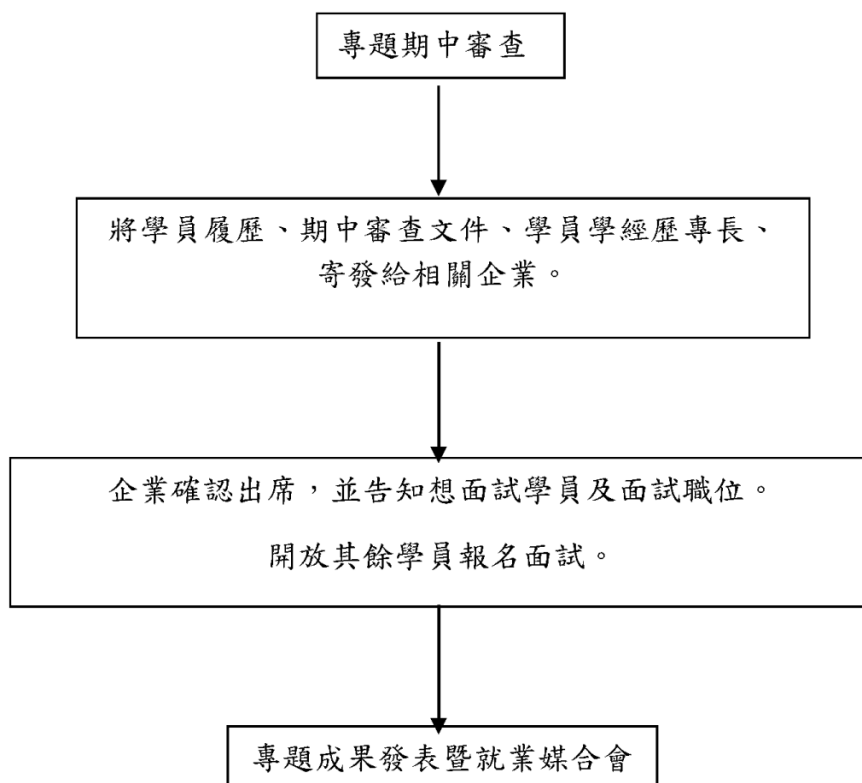 專題期中審查
將學員履歷、期中審查文件、學員學經歷專長、
寄發給相關企業。
企業確認出席，並告知想面試學員及面試職位。
開放其餘學員報名面試。
專題成果發表暨就業媒合會